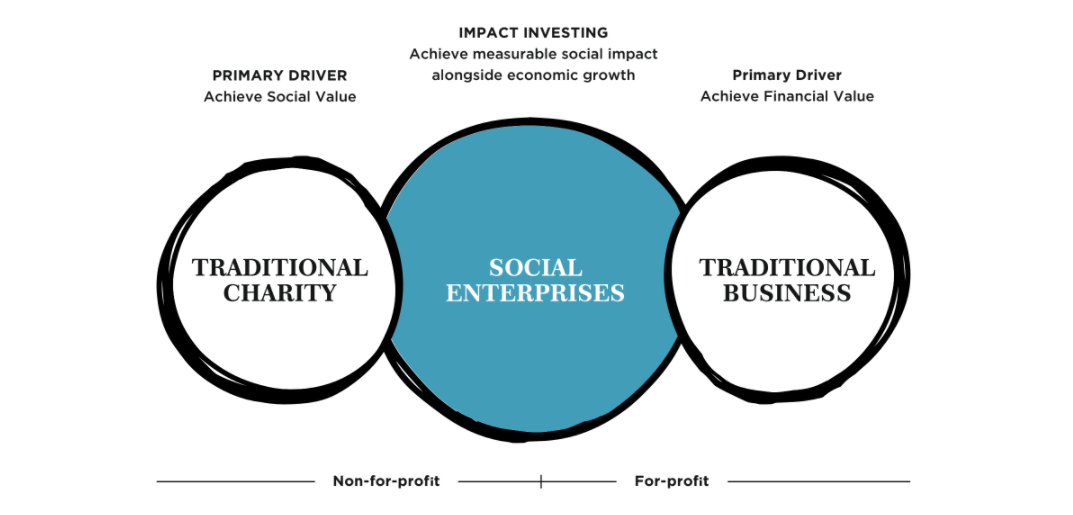 IMPACT INVESTING
Achieve measurable social impact
alongside economic growth
PRIMARY DRIVER
Achieve Social Value
Primary Driver
Achieve Financial Value
TRADITIONAL
CHARITY
SOCIAL
ENTERPRISES
TRADITIONAL
BUSINESS
Non-for-profit
For-profit